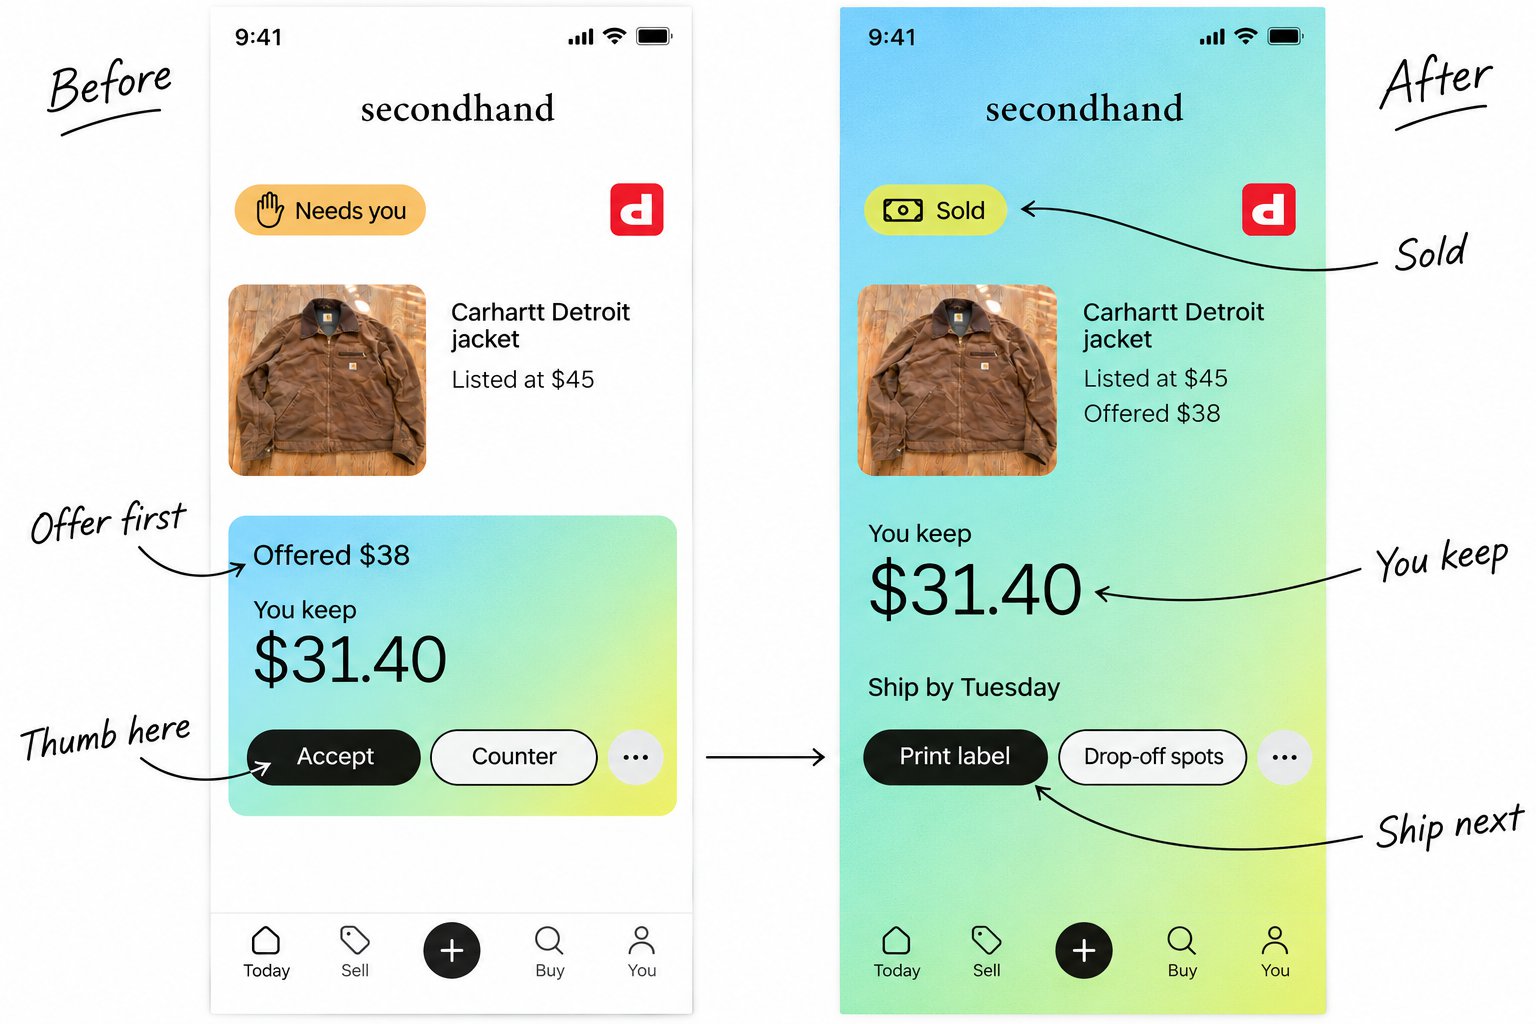 Before
9:41
secondhand
Needs you
d
Carhartt Detroit
jacket
Listed at $45
Offer first
Offered $38
You keep
$31.40
Thumb here
Accept
Counter
Today
Sell
Buy
You
After
9:41
secondhand
Sold
d
Sold
Carhartt Detroit
jacket
Listed at $45
Offered $38
You keep
$31.40
You keep
Ship by Tuesday
Print label
Drop-off spots
Ship next
Today
Sell
Buy
You